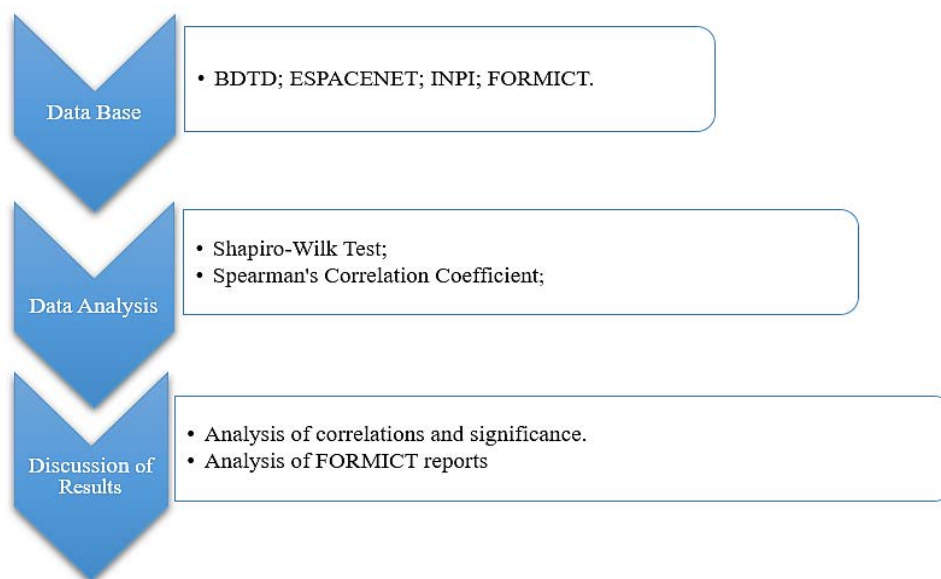 Data Base
• BDTD; ESPACENET; INPI; FORMICT.
Data Analysis
• Shapiro-Wilk Test;
• Spearman's Correlation Coefficient;
Discussion of
Results
• Analysis of correlations and significance.
• Analysis of FORMICT reports